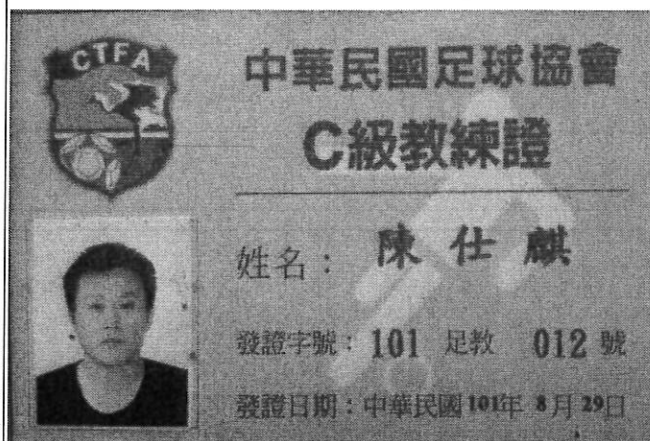 CTFA
中華民國足球協會
C級教練證
姓名：陳仕麒
發證字號：101 足教 012 號
發證日期：中華民國101年 8月 29日